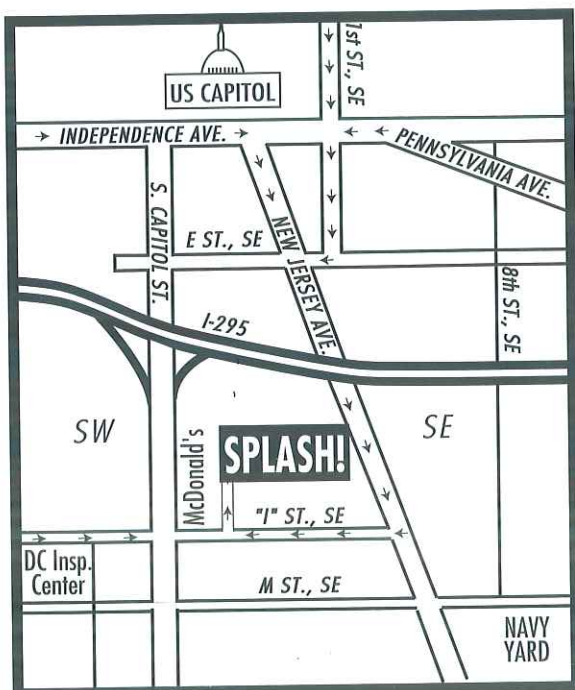 US CAPITOL
1st ST., SE
INDEPENDENCE AVE.
PENNSYLVANIA AVE.
S. CAPITOL ST.
E ST., SE
NEW JERSEY AVE.
8th ST., SE
I-295
SW
McDonald's
SPLASH!
SE
"I" ST., SE
DC Insp.
Center
M ST., SE
NAVY
YARD